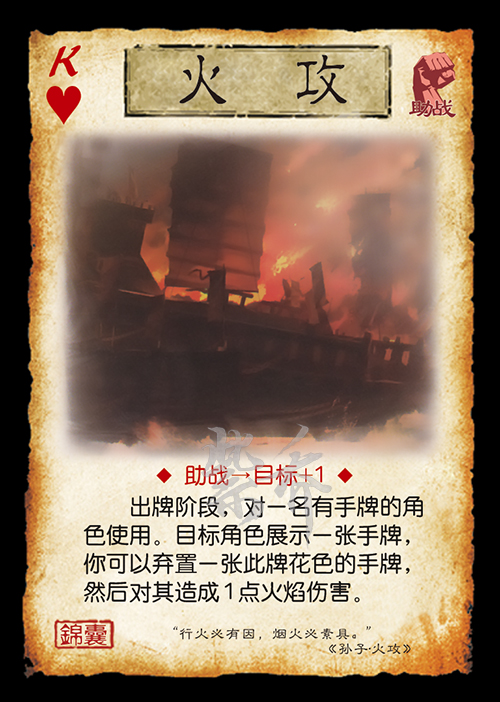 K
火 攻
助战
◆ 助战→目标+1 ◆
出牌阶段，对一名有手牌的角
色使用。目标角色展示一张手牌，
你可以弃置一张此牌花色的手牌，
然后对其造成1点火焰伤害。
錦囊
“行火必有因，烟火必素具。”
《孙子·火攻》